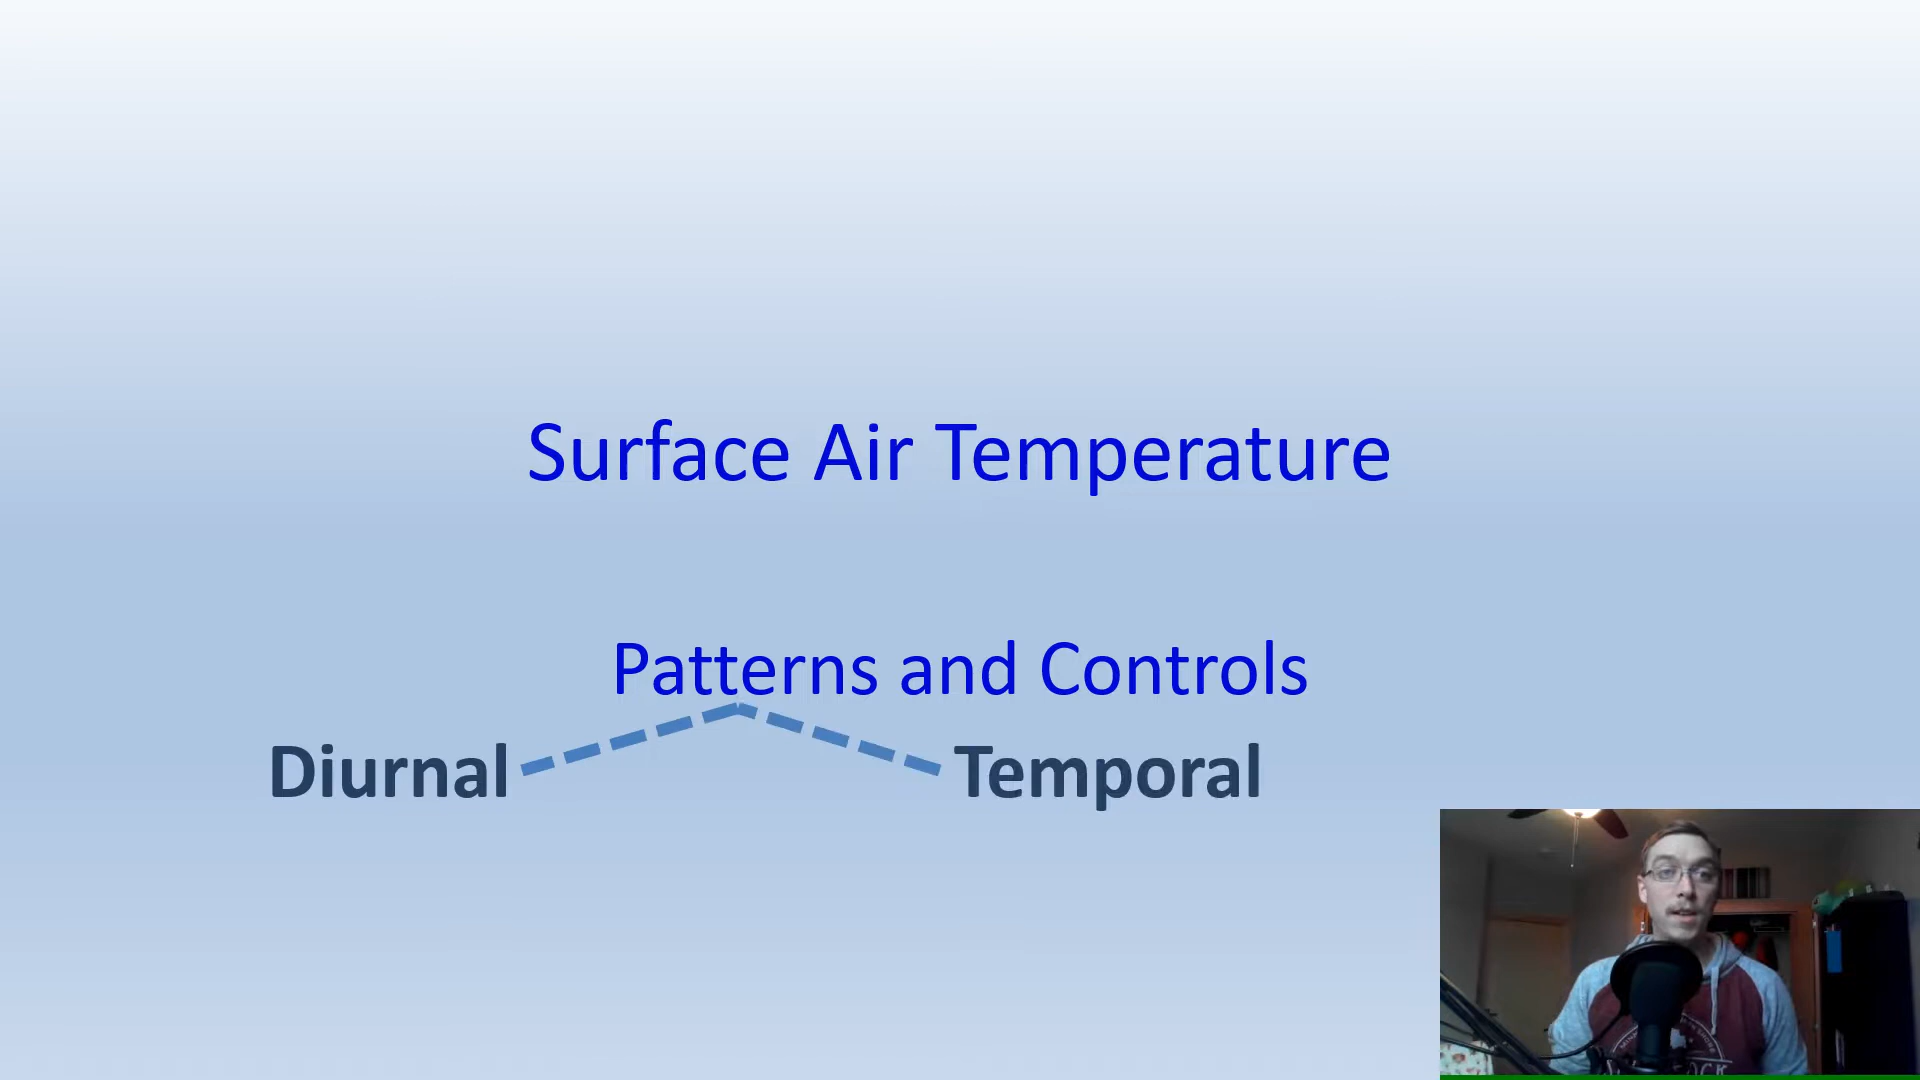 Surface Air Temperature
Patterns and Controls
Diurnal
Temporal